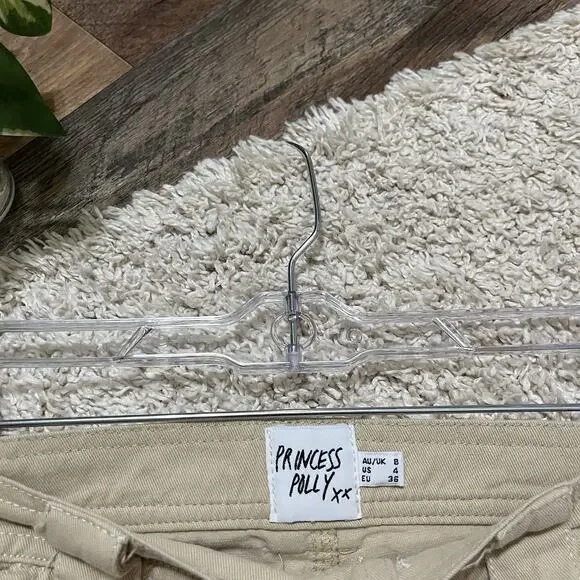 PRINCESS
POLLY xx
AU/UK 8
US 4
EU 36